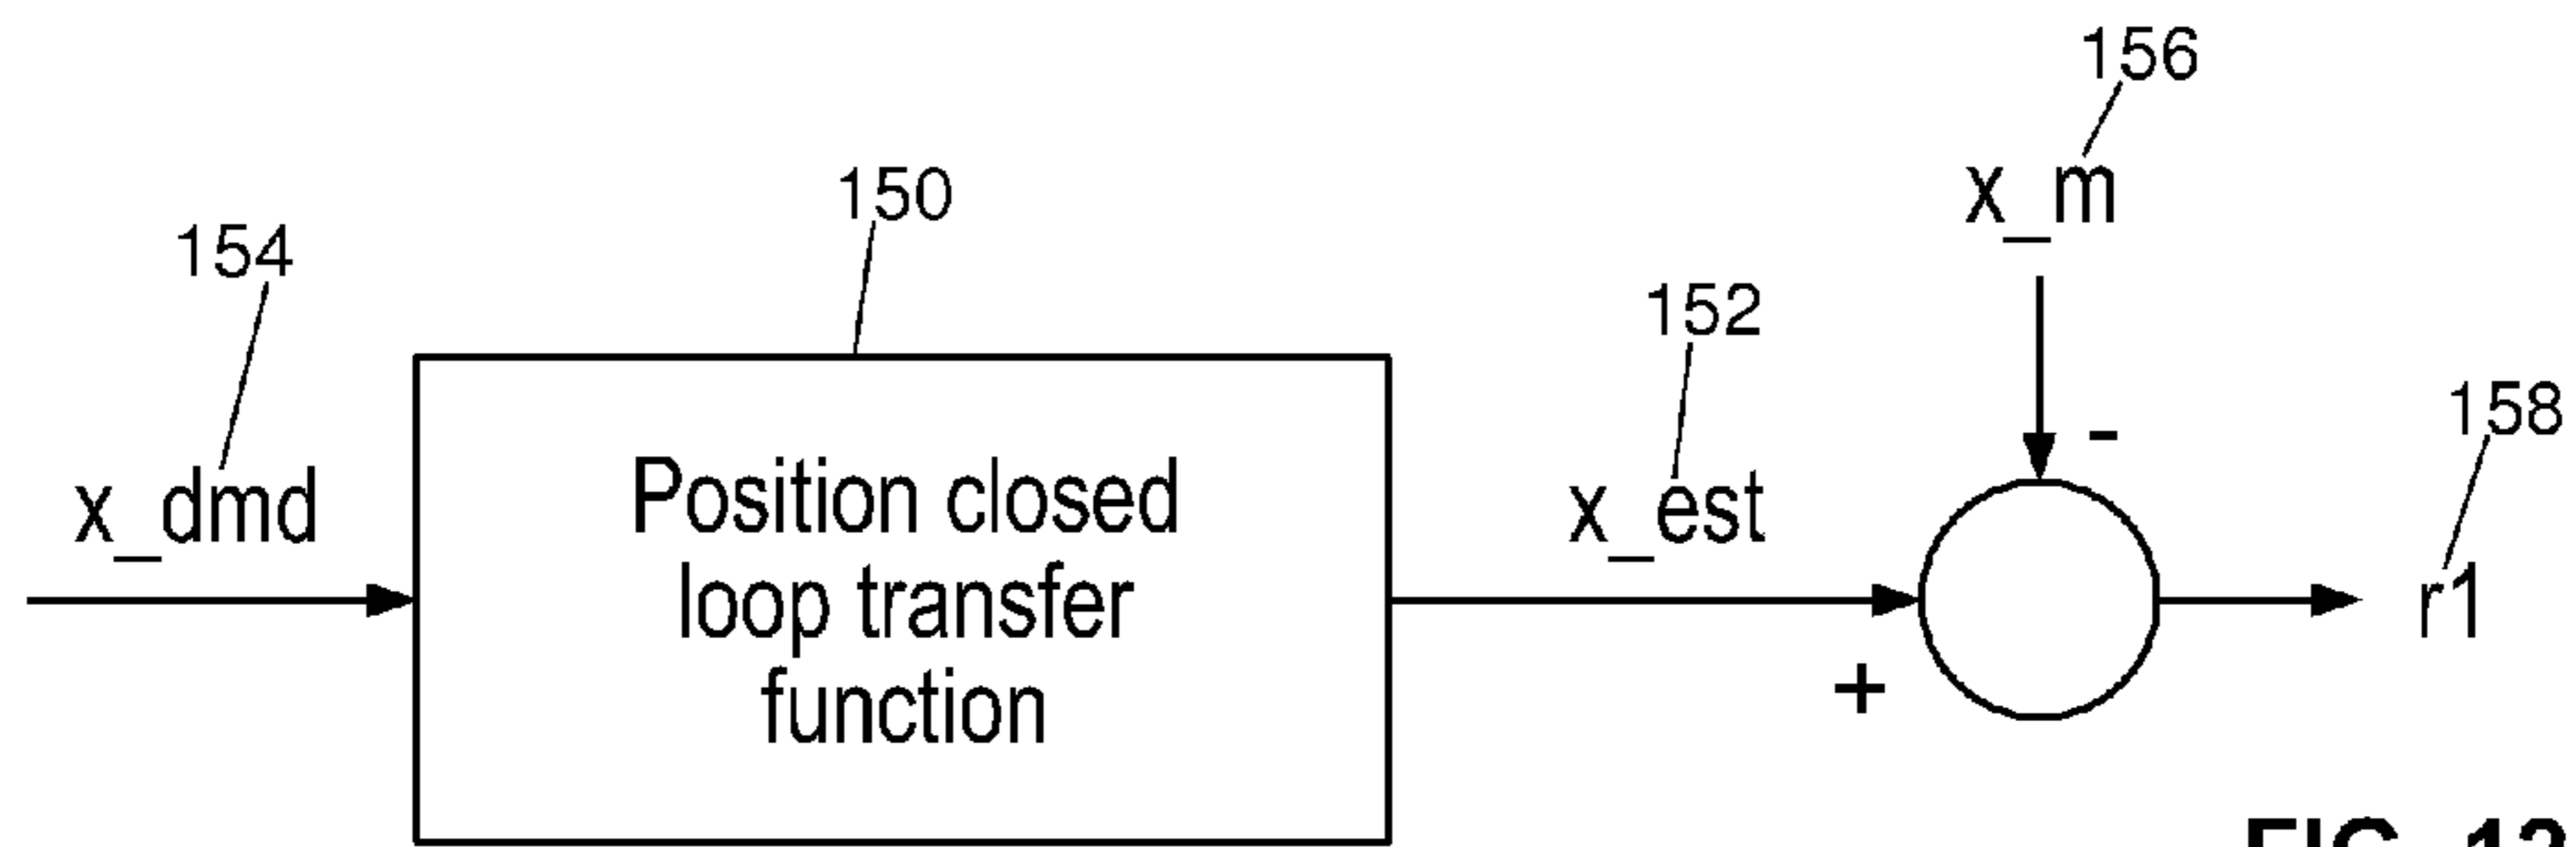 156
x_m
150
154
152
158
x_dmd
Position closed
loop transfer
function
x_est
-
+
r1